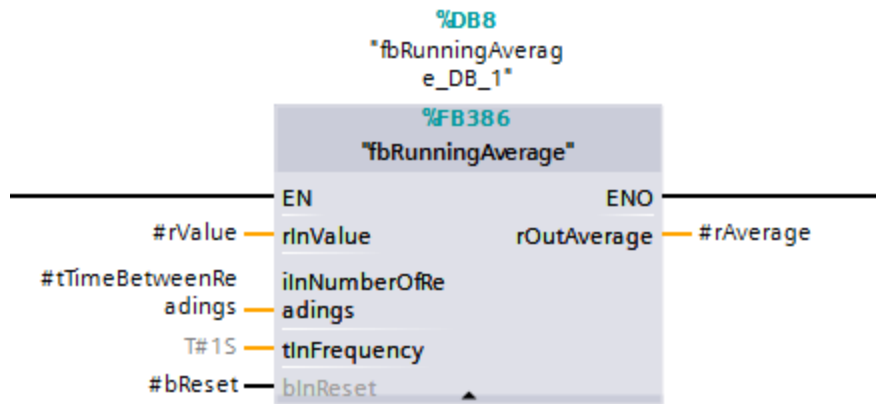 %DB8
"fbRunningAverag
e_DB_1"
%FB386
"fbRunningAverage"
EN
ENO
#rValue
rInValue
rOutAverage
#rAverage
#tTimeBetweenRe
adings
iInNumberOfRe
adings
T#1S
tInFrequency
#bReset
bInReset